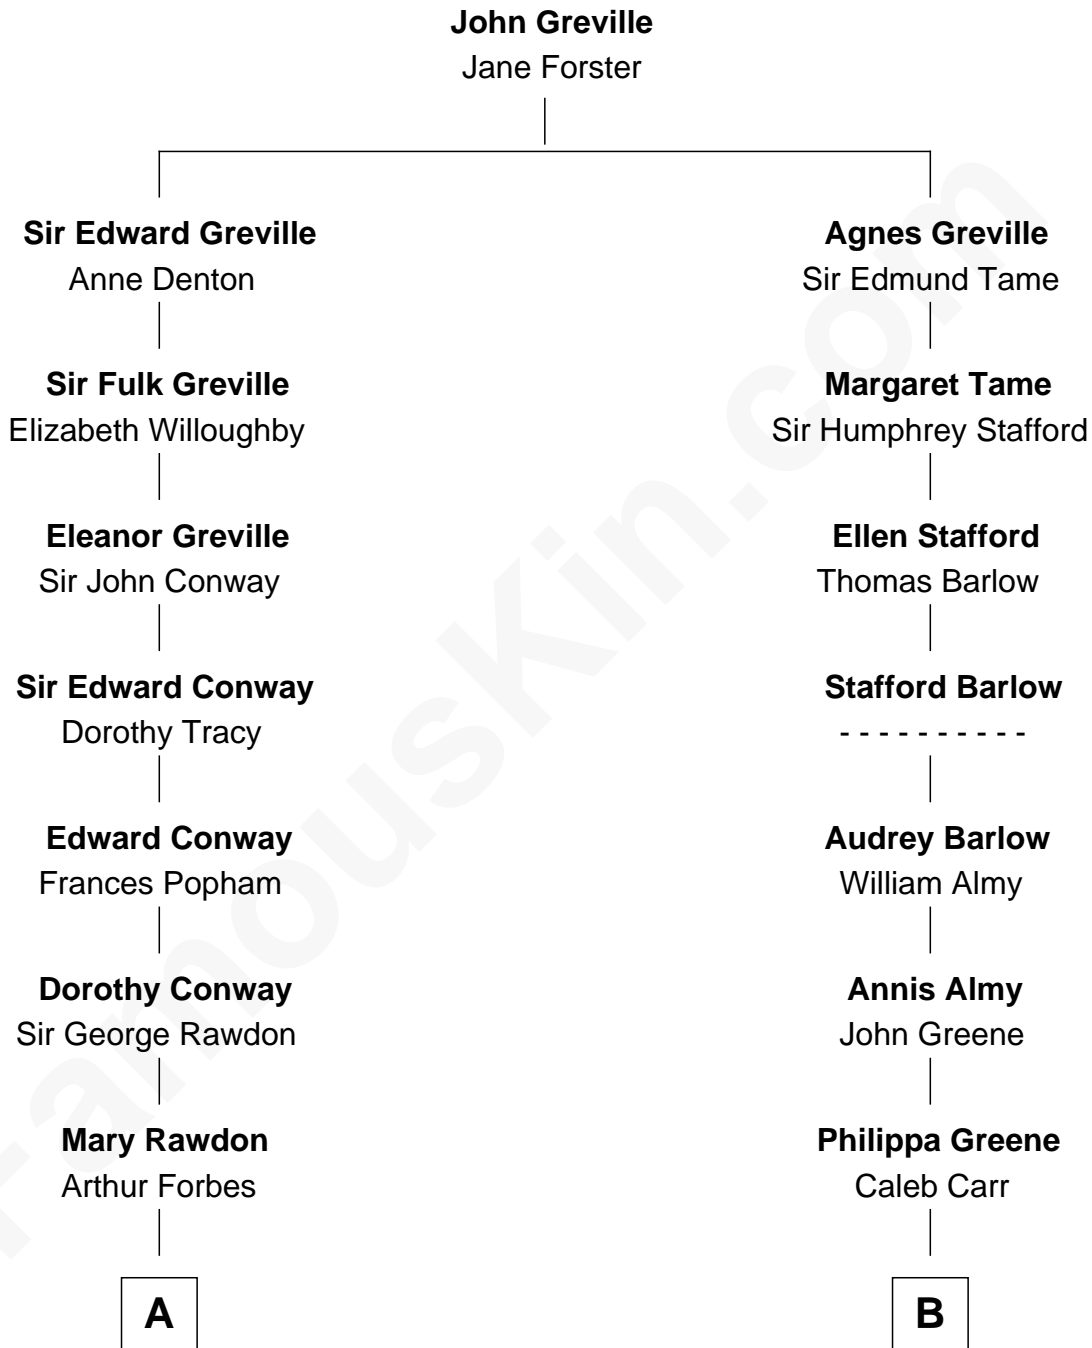 John Greville
Jane Forster
Sir Edward Greville
Anne Denton
Agnes Greville
Sir Edmund Tame
Sir Fulk Greville
Elizabeth Willoughby
Margaret Tame
Sir Humphrey Stafford
Eleanor Greville
Sir John Conway
Ellen Stafford
Thomas Barlow
Sir Edward Conway
Dorothy Tracy
Stafford Barlow
- - - - - - - - - -
Edward Conway
Frances Popham
Audrey Barlow
William Almy
Dorothy Conway
Sir George Rawdon
Annis Almy
John Greene
Mary Rawdon
Arthur Forbes
Philippa Greene
Caleb Carr
A
B
FamousKin.com